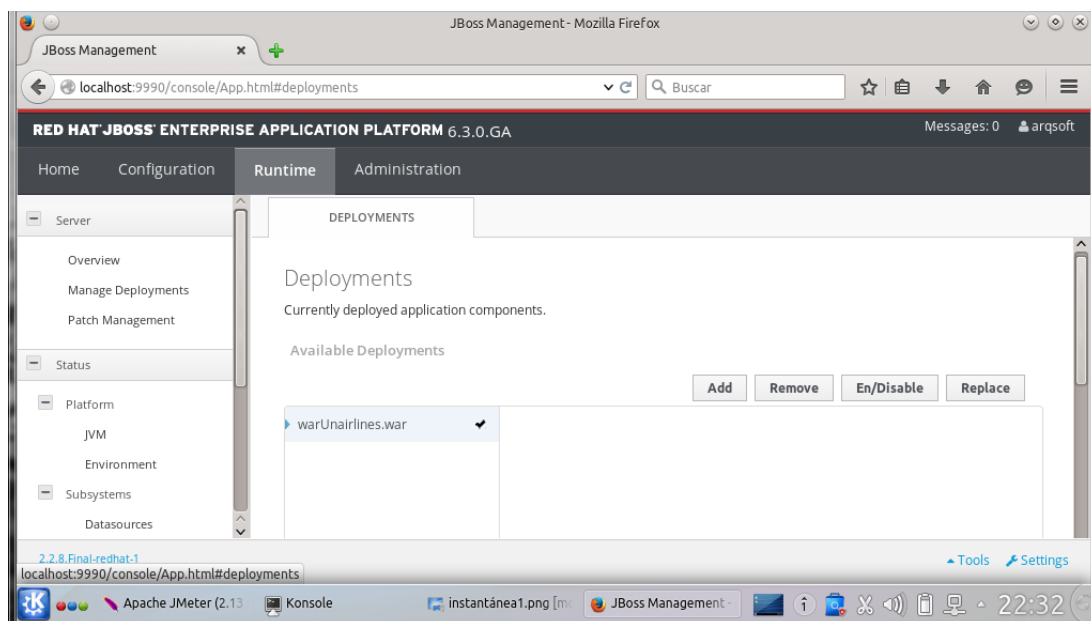 JBoss Management - Mozilla Firefox
JBoss Management
localhost:9990/console/App.html#deployments
Buscar
RED HAT JBOSS ENTERPRISE APPLICATION PLATFORM 6.3.0.GA
Messages: 0
arqsoft
Home
Configuration
Runtime
Administration
Server
Overview
Manage Deployments
Patch Management
Status
Platform
JVM
Environment
Subsystems
Datasources
DEPLOYMENTS
Deployments
Currently deployed application components.
Available Deployments
Add
Remove
En/Disable
Replace
warUnairlines.war
2.2.8.Final-redhat-1
Tools
Settings
localhost:9990/console/App.html#deployments
Apache JMeter (2.13
Konsole
instantánea1.png [mo
JBoss Management -
22:32